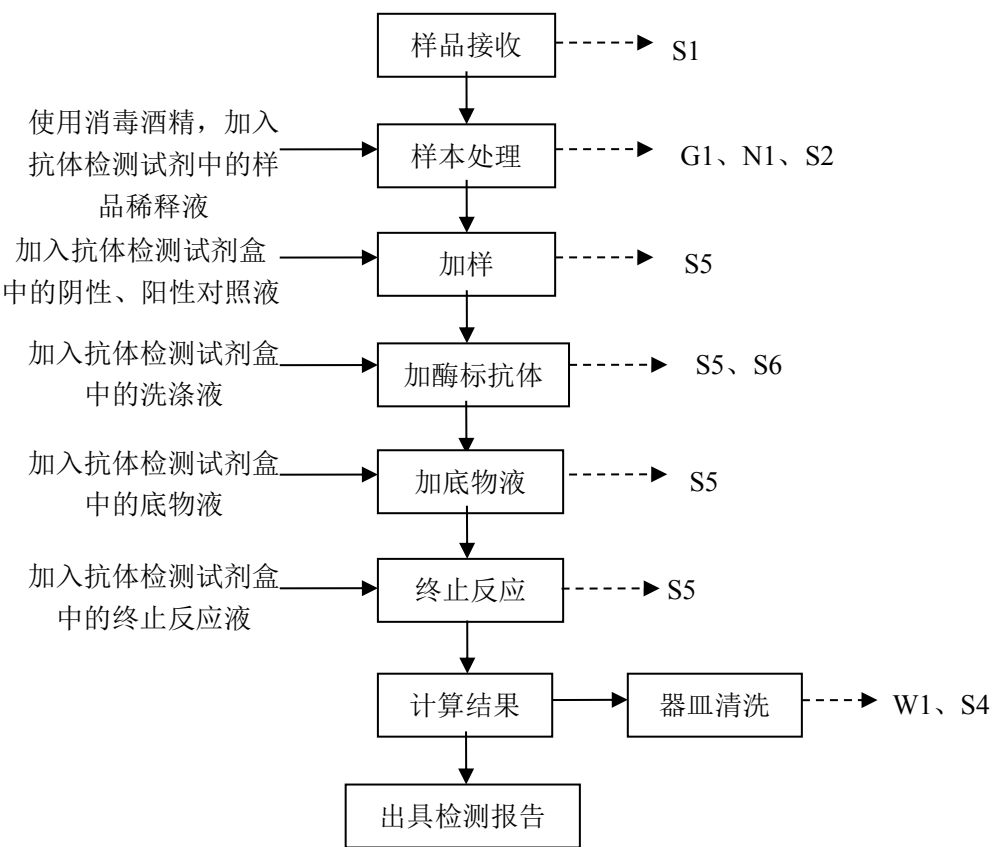 样品接收
S1
使用消毒酒精，加入
抗体检测试剂中的样
品稀释液
样本处理
G1、N1、S2
加入抗体检测试剂盒
中的阴性、阳性对照液
加样
S5
加入抗体检测试剂盒
中的洗涤液
加酶标抗体
S5、S6
加入抗体检测试剂盒
中的底物液
加底物液
S5
加入抗体检测试剂盒
中的终止反应液
终止反应
S5
计算结果
器皿清洗
W1、S4
出具检测报告